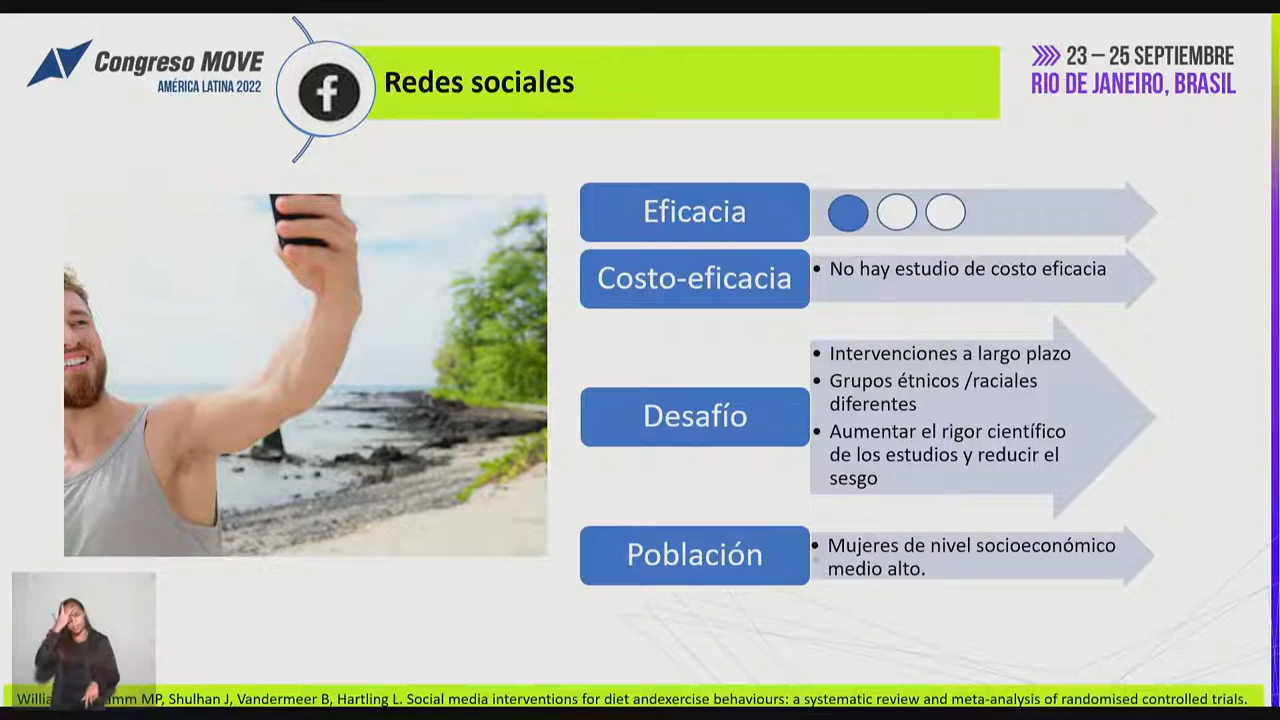 Congreso MOVE
AMÉRICA LATINA 2022
Redes sociales
23 – 25 SEPTIEMBRE
RIO DE JANEIRO, BRASIL
Eficacia
Costo-eficacia
• No hay estudio de costo eficacia
Desafío
• Intervenciones a largo plazo
• Grupos étnicos /raciales
diferentes
• Aumentar el rigor científico
de los estudios y reducir el
sesgo
Población
• Mujeres de nivel socioeconómico
medio alto.
MP, Shulhan J, Vandermeer B, Hartling L. Social media interventions for diet andexercise behaviours: a systematic review and meta-analysis of randomised controlled trials.